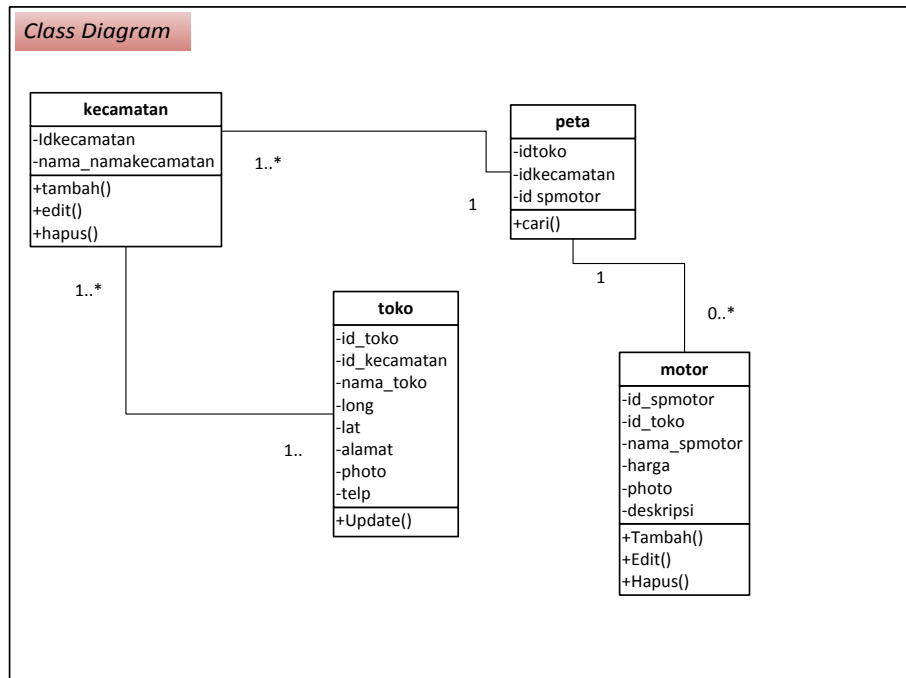 Class Diagram
kecamatan
-Idkecamatan
-nama_namakecamatan
+tambah()
+edit()
+hapus()
1..*
1
peta
-idtoko
-idkecamatan
-id spmotor
+cari()
1..*
1..
toko
-id_toko
-id_kecamatan
-nama_toko
-long
-lat
-alamat
-photo
-telp
+Update()
1
0..*
motor
-id_spmotor
-id_toko
-nama_spmotor
-harga
-photo
-deskripsi
+Tambah()
+Edit()
+Hapus()